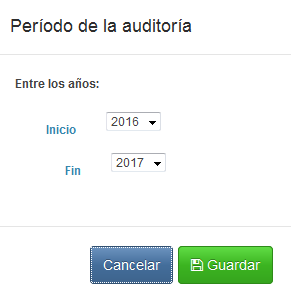 Período de la auditoría
Entre los años:
Inicio 2016
Fin 2017
Cancelar Guardar